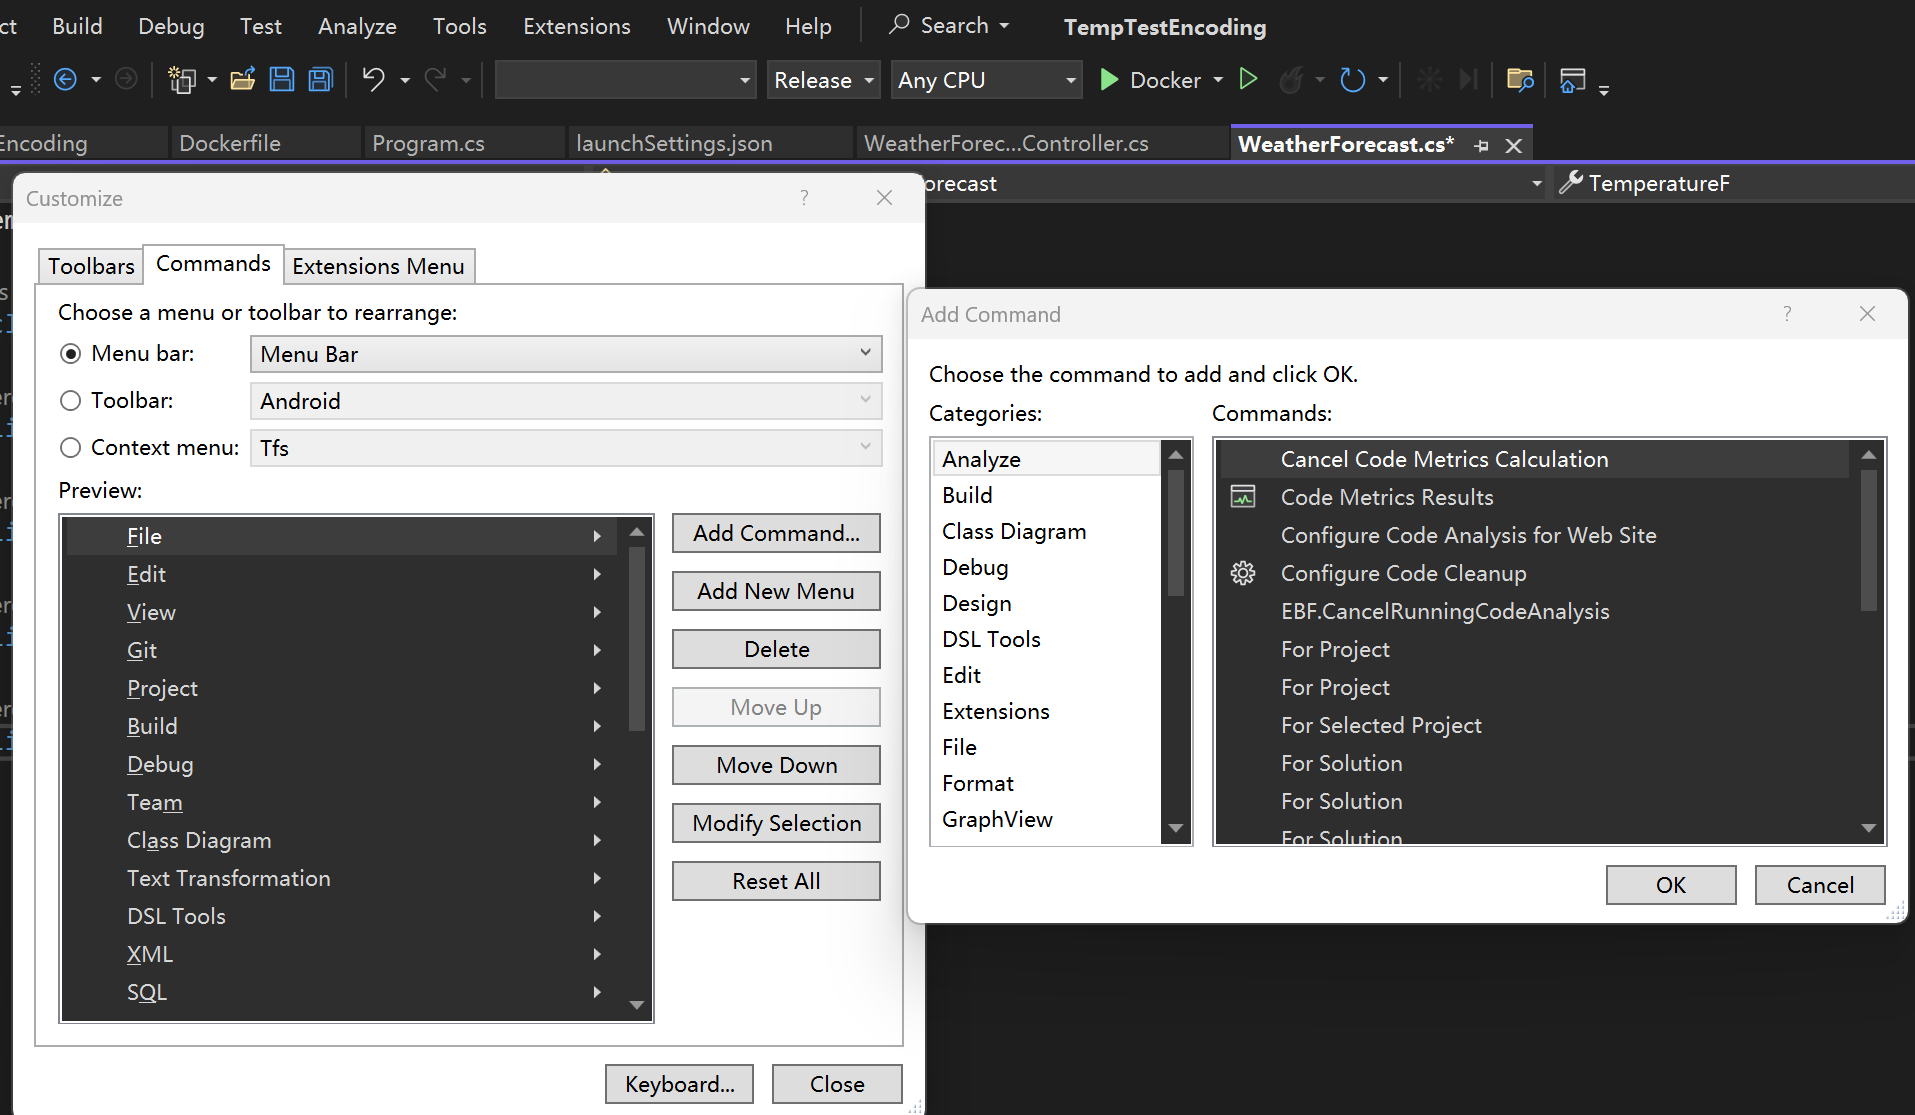 ct Build Debug Test Analyze Tools Extensions Window Help Search TempTestEncoding
Release Any CPU Docker
Encoding Dockerfile Program.cs launchSettings.json WeatherForec...Controller.cs WeatherForecast.cs*
orecast TemperatureF
Customize ?
Toolbars Commands Extensions Menu
Choose a menu or toolbar to rearrange:
Menu bar: Menu Bar
Toolbar: Android
Context menu: Tfs
Preview:
File
Edit
View
Git
Project
Build
Debug
Team
Class Diagram
Text Transformation
DSL Tools
XML
SQL
Add Command...
Add New Menu
Delete
Move Up
Move Down
Modify Selection
Reset All
Keyboard... Close
Add Command ?
Choose the command to add and click OK.
Categories:
Analyze
Build
Class Diagram
Debug
Design
DSL Tools
Edit
Extensions
File
Format
GraphView
Commands:
Cancel Code Metrics Calculation
Code Metrics Results
Configure Code Analysis for Web Site
Configure Code Cleanup
EBF.CancelRunningCodeAnalysis
For Project
For Project
For Selected Project
For Solution
For Solution
For Solution
OK Cancel